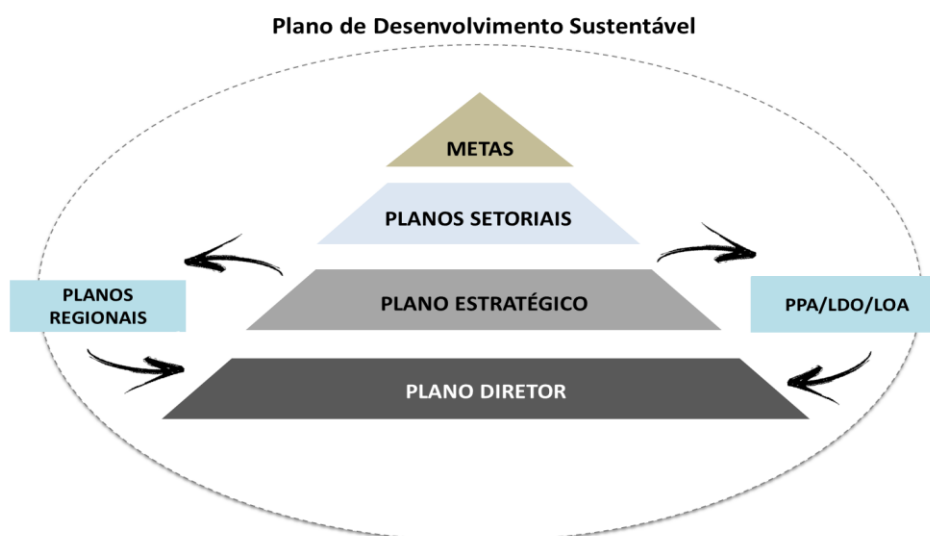 Plano de Desenvolvimento Sustentável
METAS
PLANOS SETORIAIS
PLANOS
REGIONAIS
PLANO ESTRATÉGICO
PPA/LDO/LOA
PLANO DIRETOR